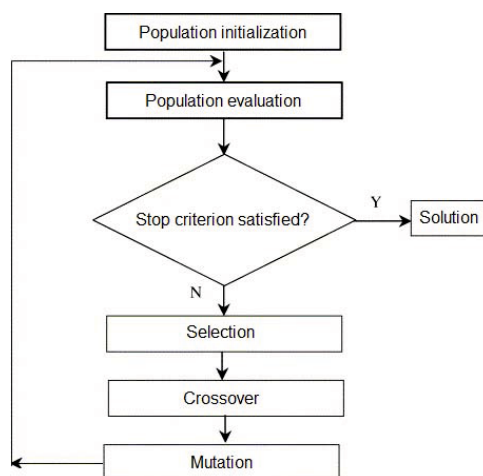 Population initialization
Population evaluation
Stop criterion satisfied?
Y
Solution
N
Selection
Crossover
Mutation